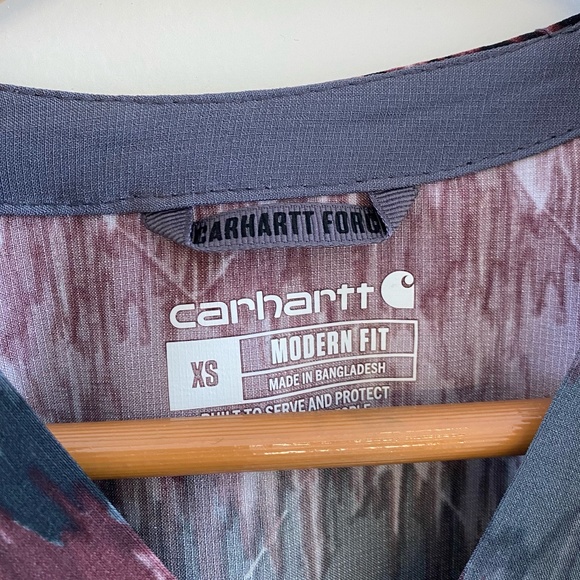 CARHARTT FORC
carhartt
XS
MODERN FIT
MADE IN BANGLADESH
BUILT TO SERVE AND PROTECT